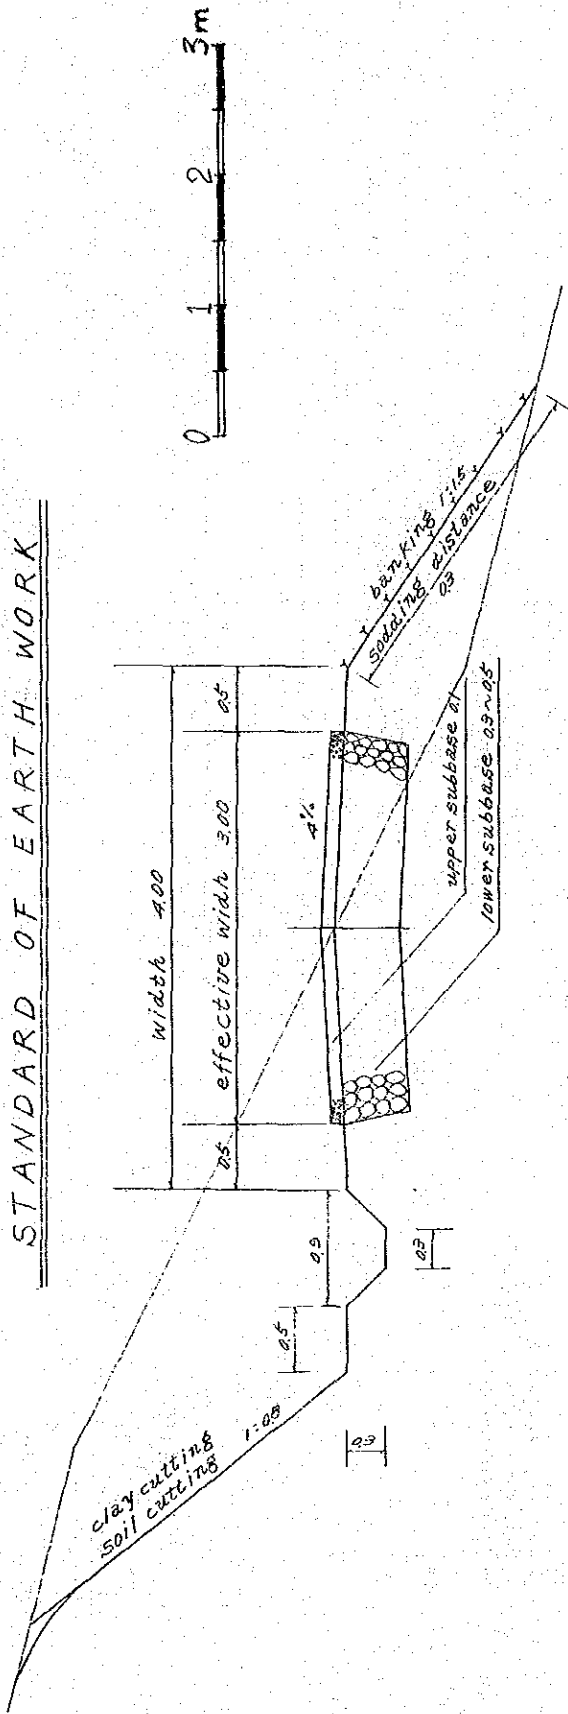 STANDARD OF EARTH WORK
0 1 2 3m
width 4.00
0.5 effective width 3.00 0.5
4%
clay cutting
soil cutting
1:0.8
0.5
0.9
0.3
0.3
banking 1:1.5
sodding distance
0.3
upper subbase 0.1
lower subbase 0.3~0.5